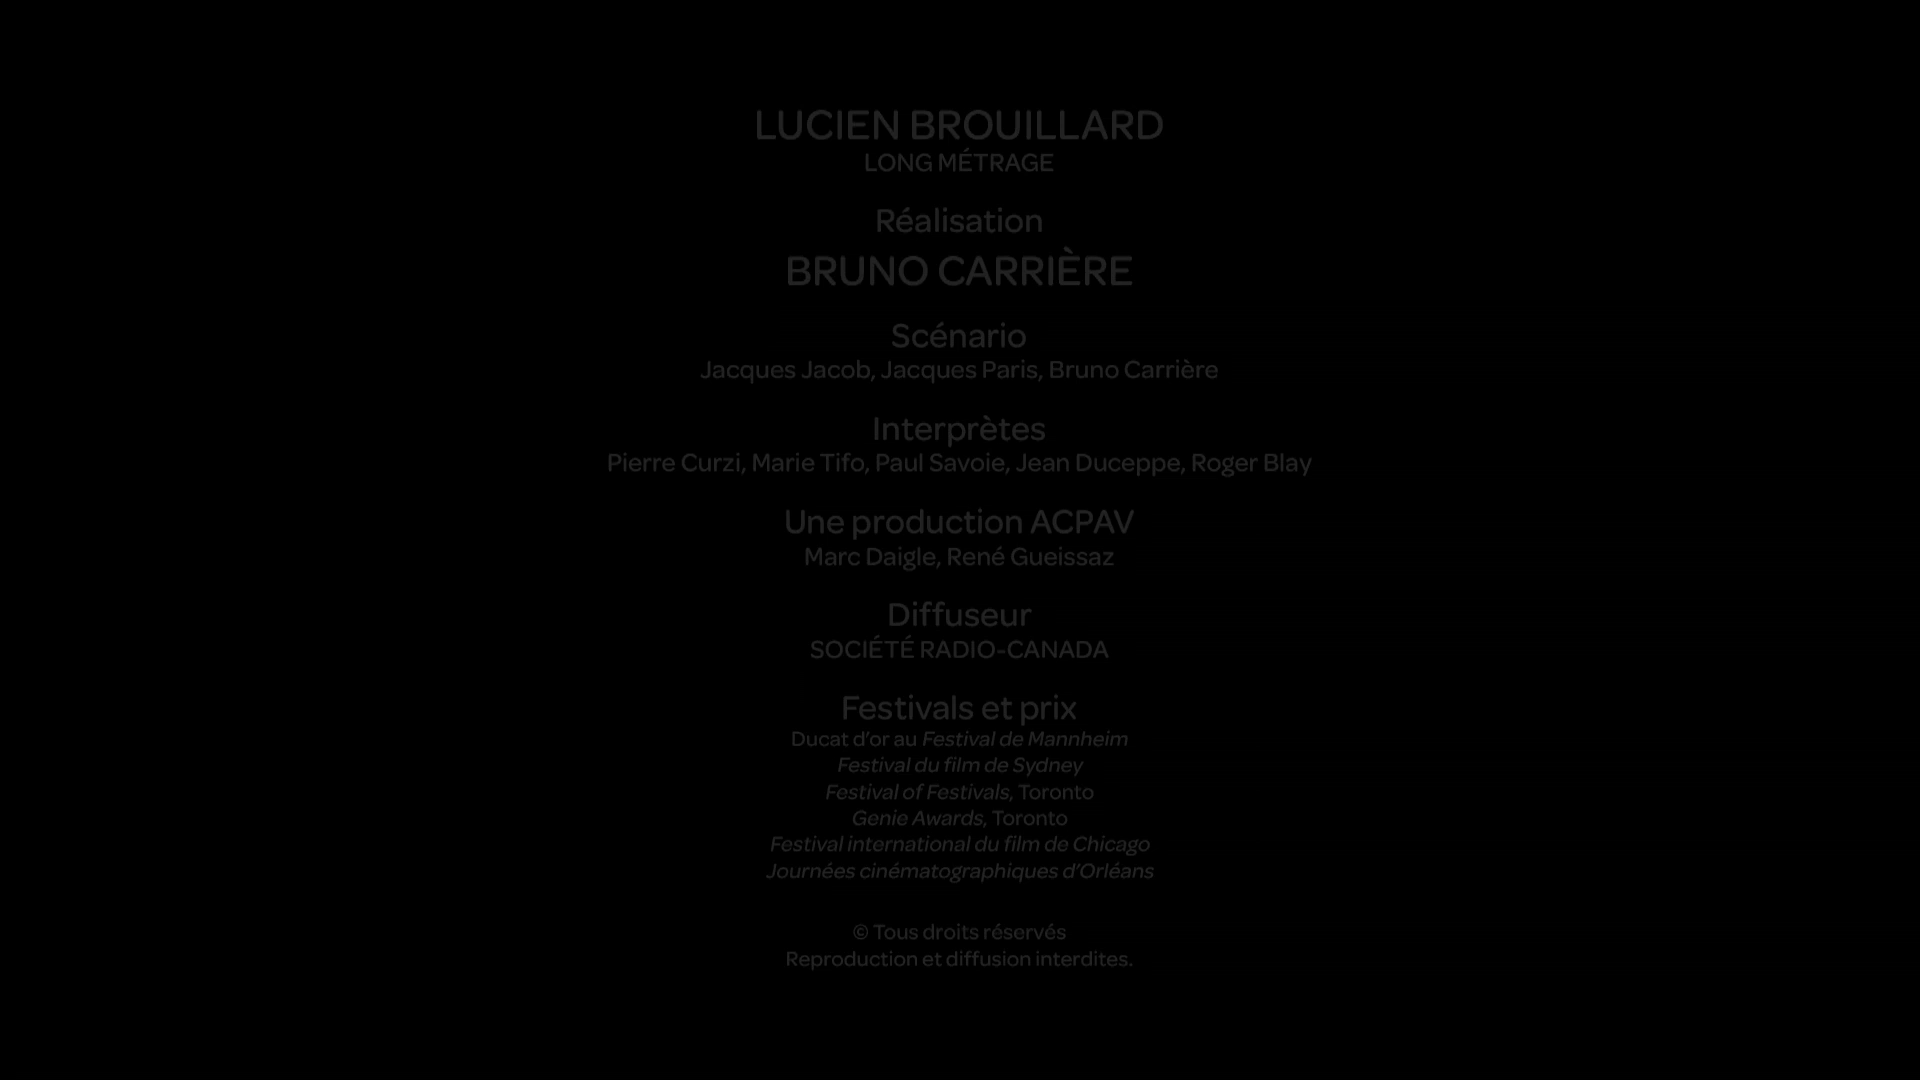 LUCIEN BROUILLARD
LONG MÉTRAGE
Réalisation
BRUNO CARRIÈRE
Scénario
Jacques Jacob, Jacques Paris, Bruno Carrière
Interprètes
Pierre Curzi, Marie Tifo, Paul Savoie, Jean Duceppe, Roger Blay
Une production ACPAV
Marc Daigle, René Gueissaz
Diffuseur
SOCIÉTÉ RADIO-CANADA
Festivals et prix
Ducat d’or au Festival de Mannheim
Festival du film de Sydney
Festival of Festivals, Toronto
Genie Awards, Toronto
Festival international du film de Chicago
Journées cinématographiques d’Orléans
© Tous droits réservés
Reproduction et diffusion interdites.